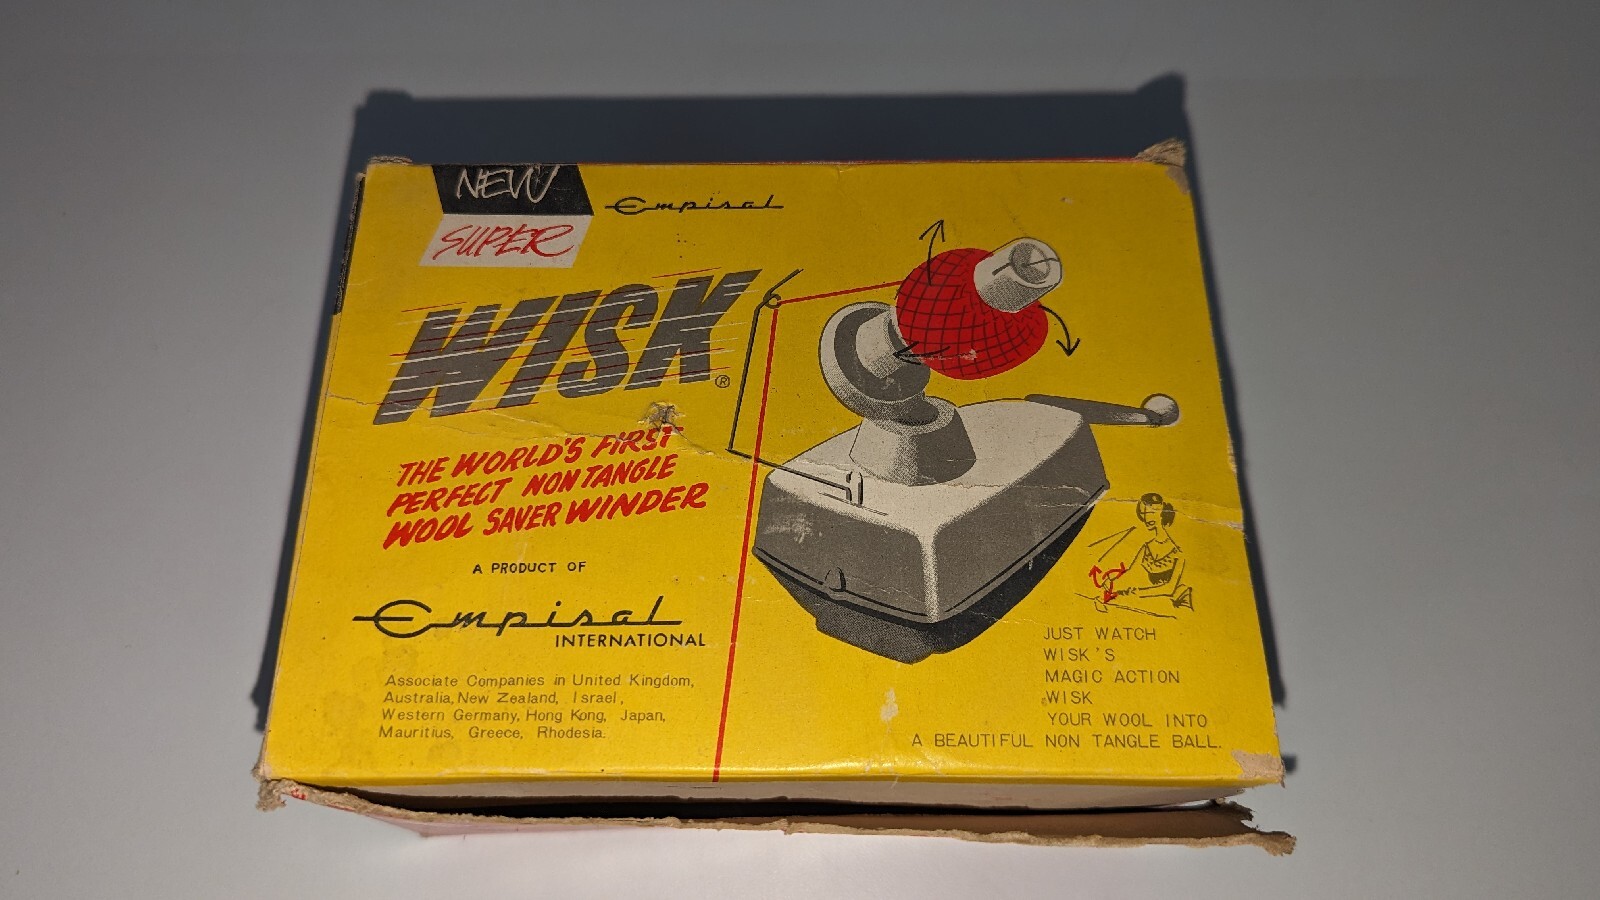 NEW
SUPER
Empisal
WISK®
THE WORLD'S FIRST
PERFECT NON TANGLE
WOOL SAVER WINDER
A PRODUCT OF
Empisal
INTERNATIONAL
Associate Companies in United Kingdom,
Australia, New Zealand, Israel,
Western Germany, Hong Kong, Japan,
Mauritius, Greece, Rhodesia.
JUST WATCH
WISK'S
MAGIC ACTION
WISK
YOUR WOOL INTO
A BEAUTIFUL NON TANGLE BALL.